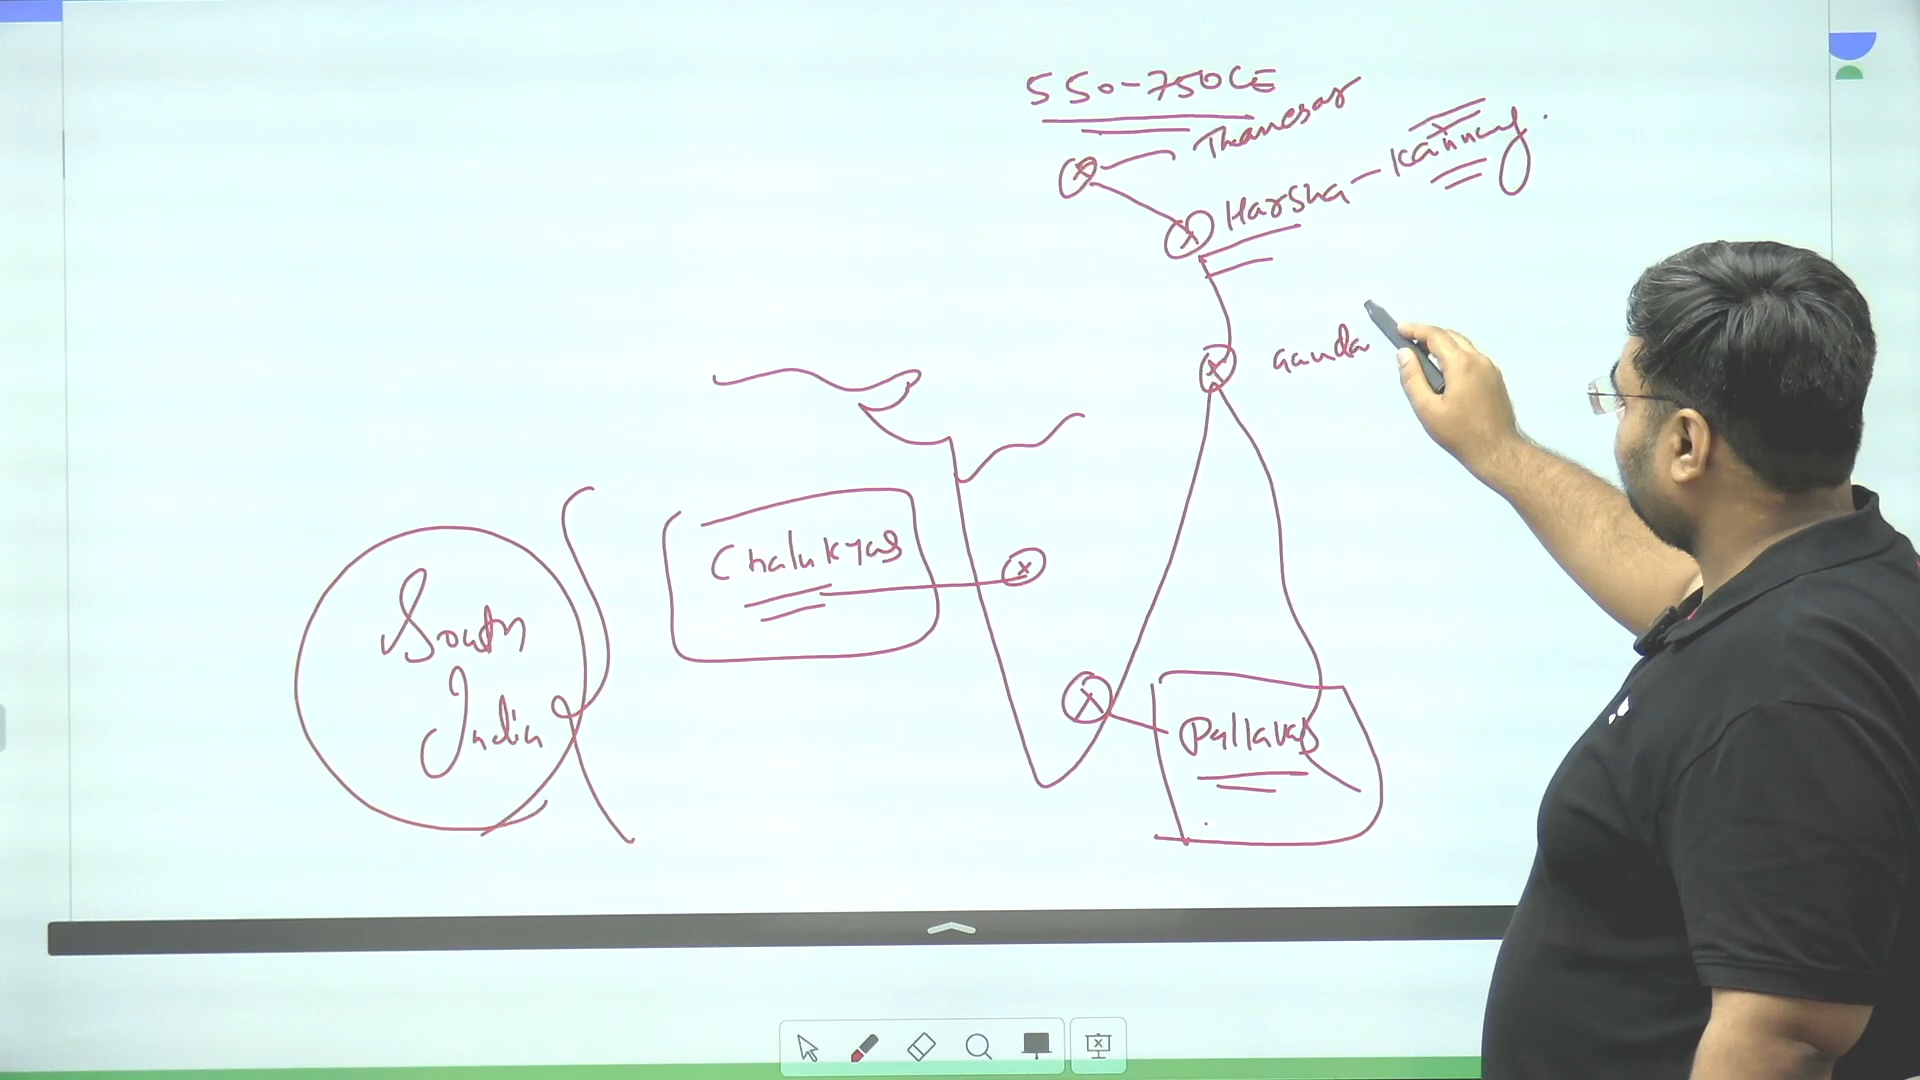 550-750CE
Thanesar
Harsha - Kannauj.
Gauda
Chalukyas
South
India
Pallavas